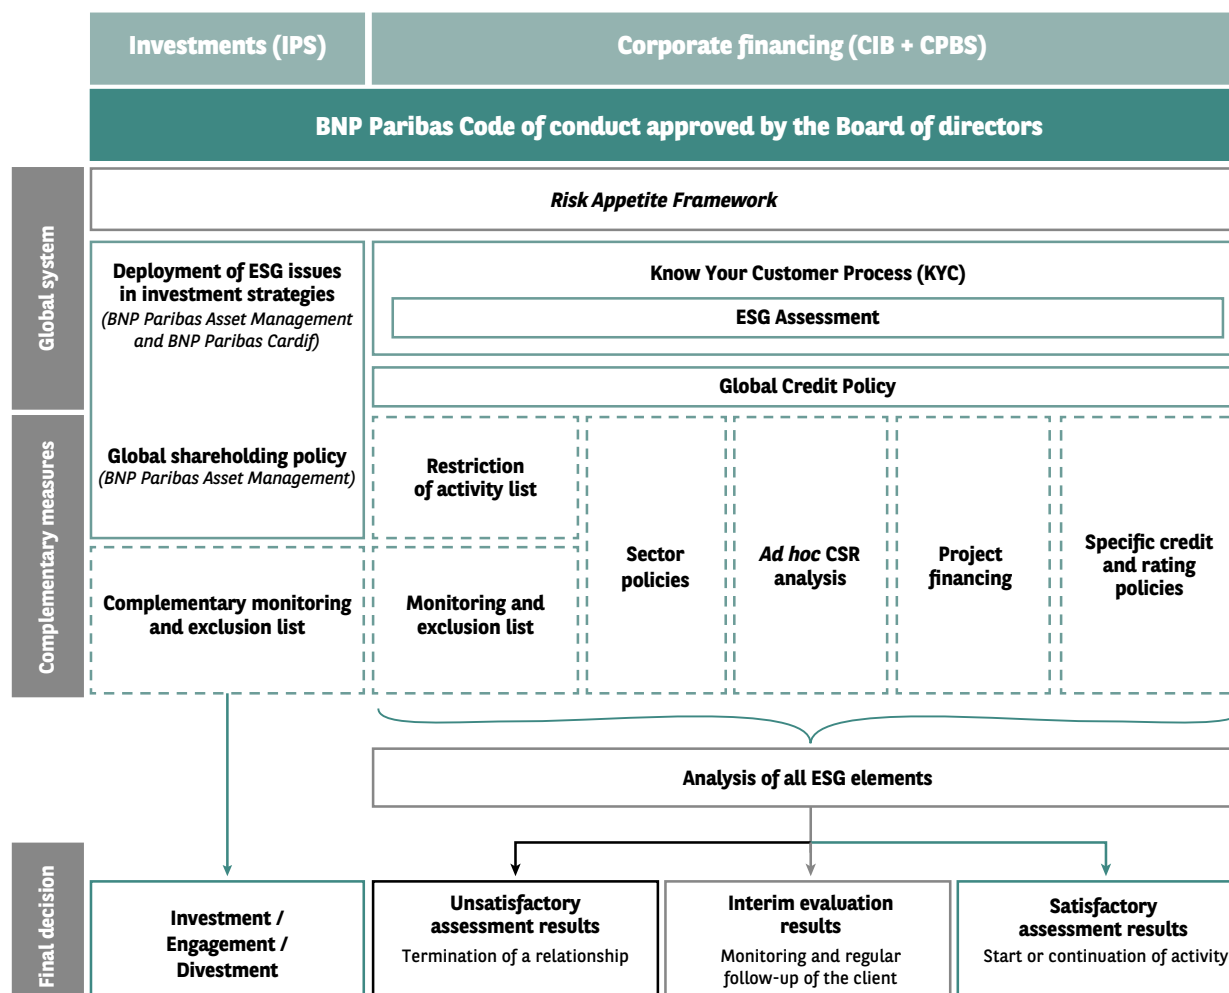 Investments (IPS)
Corporate financing (CIB + CPBS)
BNP Paribas Code of conduct approved by the Board of directors
Global system
Risk Appetite Framework
Deployment of ESG issues
in investment strategies
(BNP Paribas Asset Management
and BNP Paribas Cardif)
Know Your Customer Process (KYC)
ESG Assessment
Global Credit Policy
Complementary measures
Global shareholding policy
(BNP Paribas Asset Management)
Complementary monitoring
and exclusion list
Restriction
of activity list
Monitoring and
exclusion list
Sector
policies
Ad hoc CSR
analysis
Project
financing
Specific credit
and rating
policies
Analysis of all ESG elements
Final decision
Investment /
Engagement /
Divestment
Unsatisfactory
assessment results
Termination of a relationship
Interim evaluation
results
Monitoring and regular
follow-up of the client
Satisfactory
assessment results
Start or continuation of activity